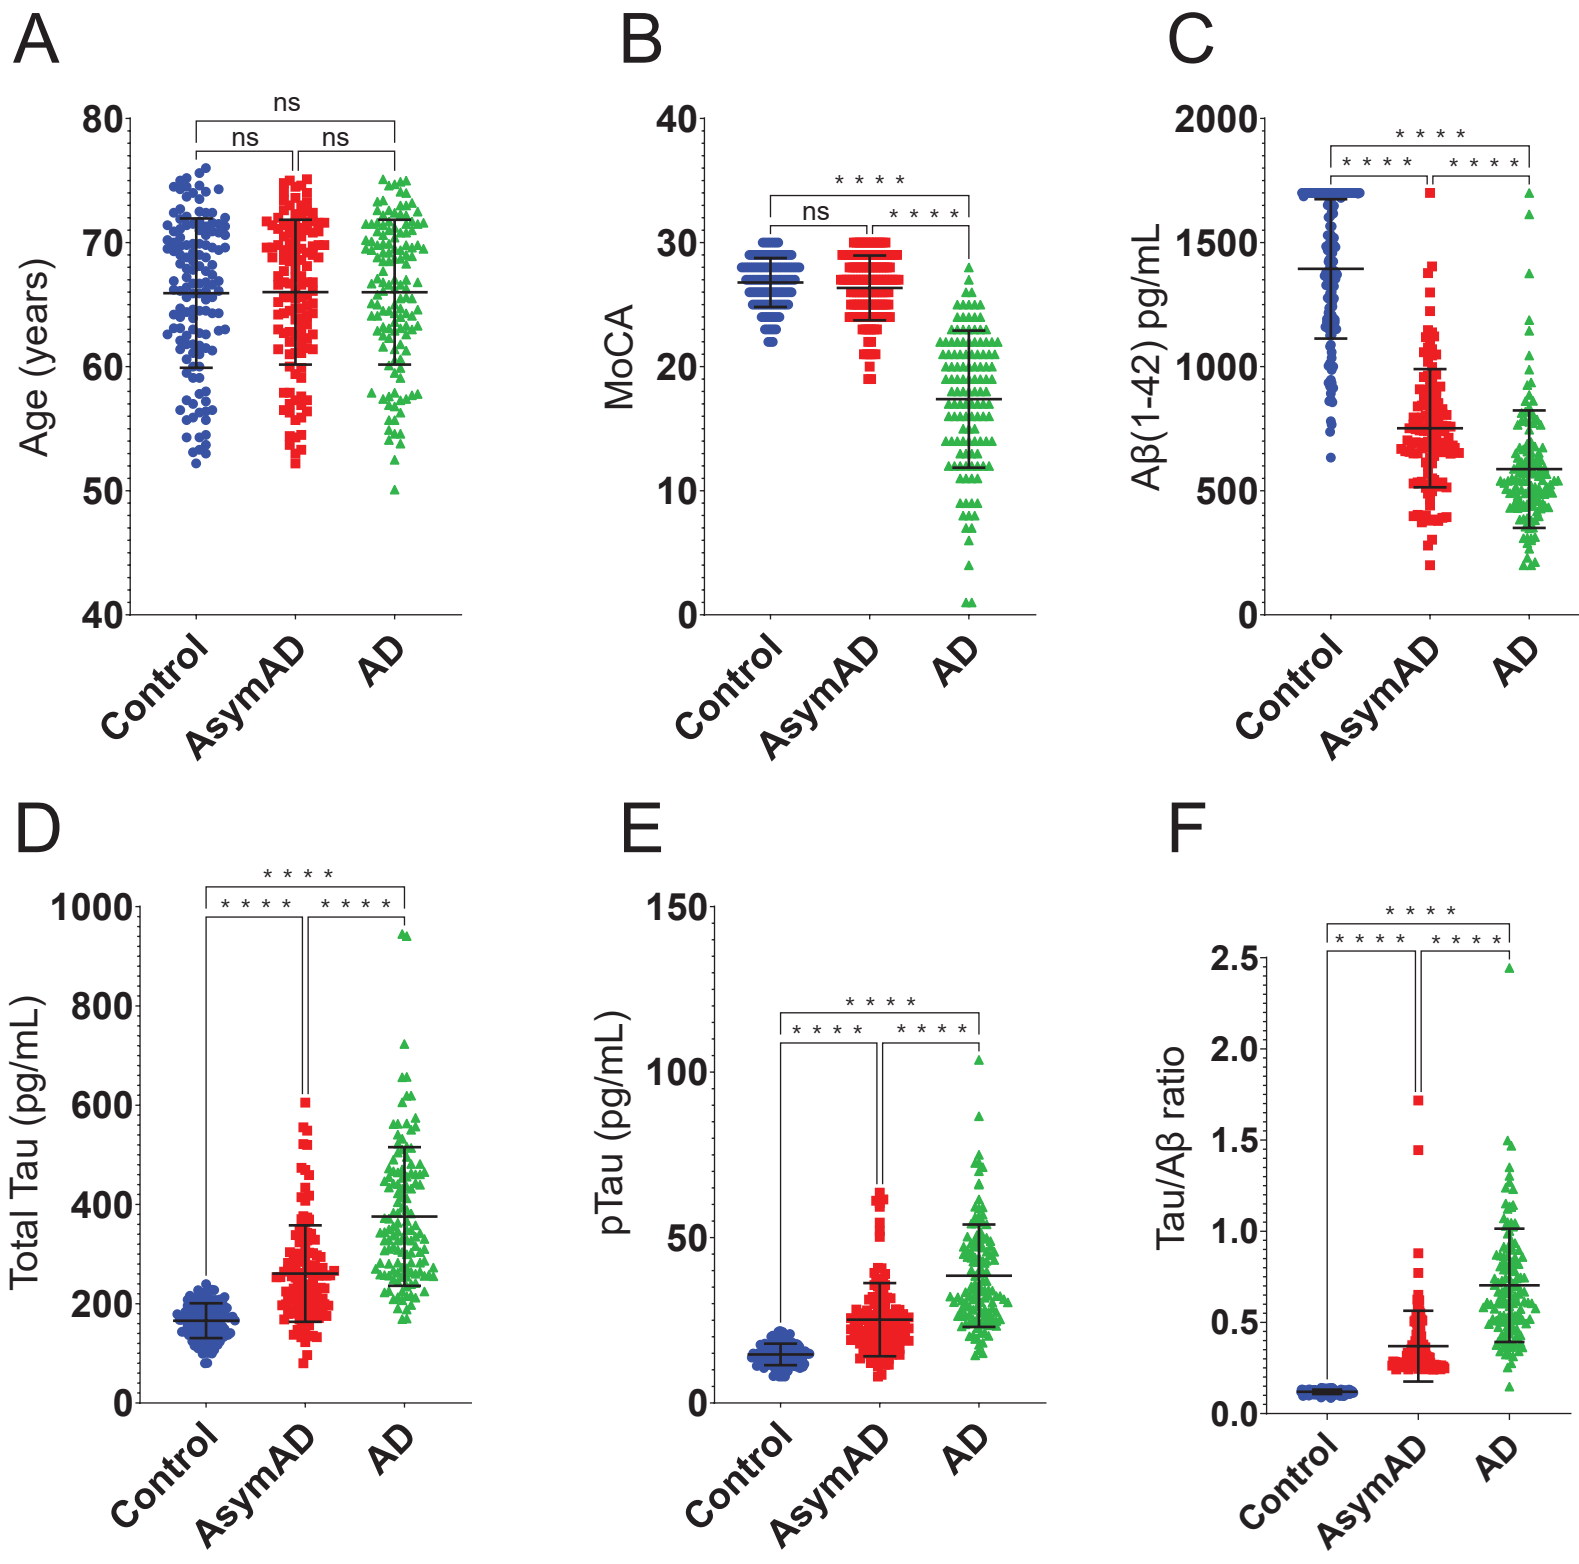 A
B
C
Age (years)
80
70
60
50
40
ns
ns
ns
Control
AsymAD
AD
MoCA
40
30
20
10
0
* * * *
ns
* * * *
Control
AsymAD
AD
Aβ(1-42) pg/mL
2000
1500
1000
500
0
* * * *
* * * *
* * * *
Control
AsymAD
AD
D
E
F
Total Tau (pg/mL)
1000
800
600
400
200
0
* * * *
* * * *
* * * *
Control
AsymAD
AD
pTau (pg/mL)
150
100
50
0
* * * *
* * * *
* * * *
Control
AsymAD
AD
Tau/Aβ ratio
2.5
2.0
1.5
1.0
0.5
0.0
* * * *
* * * *
* * * *
Control
AsymAD
AD